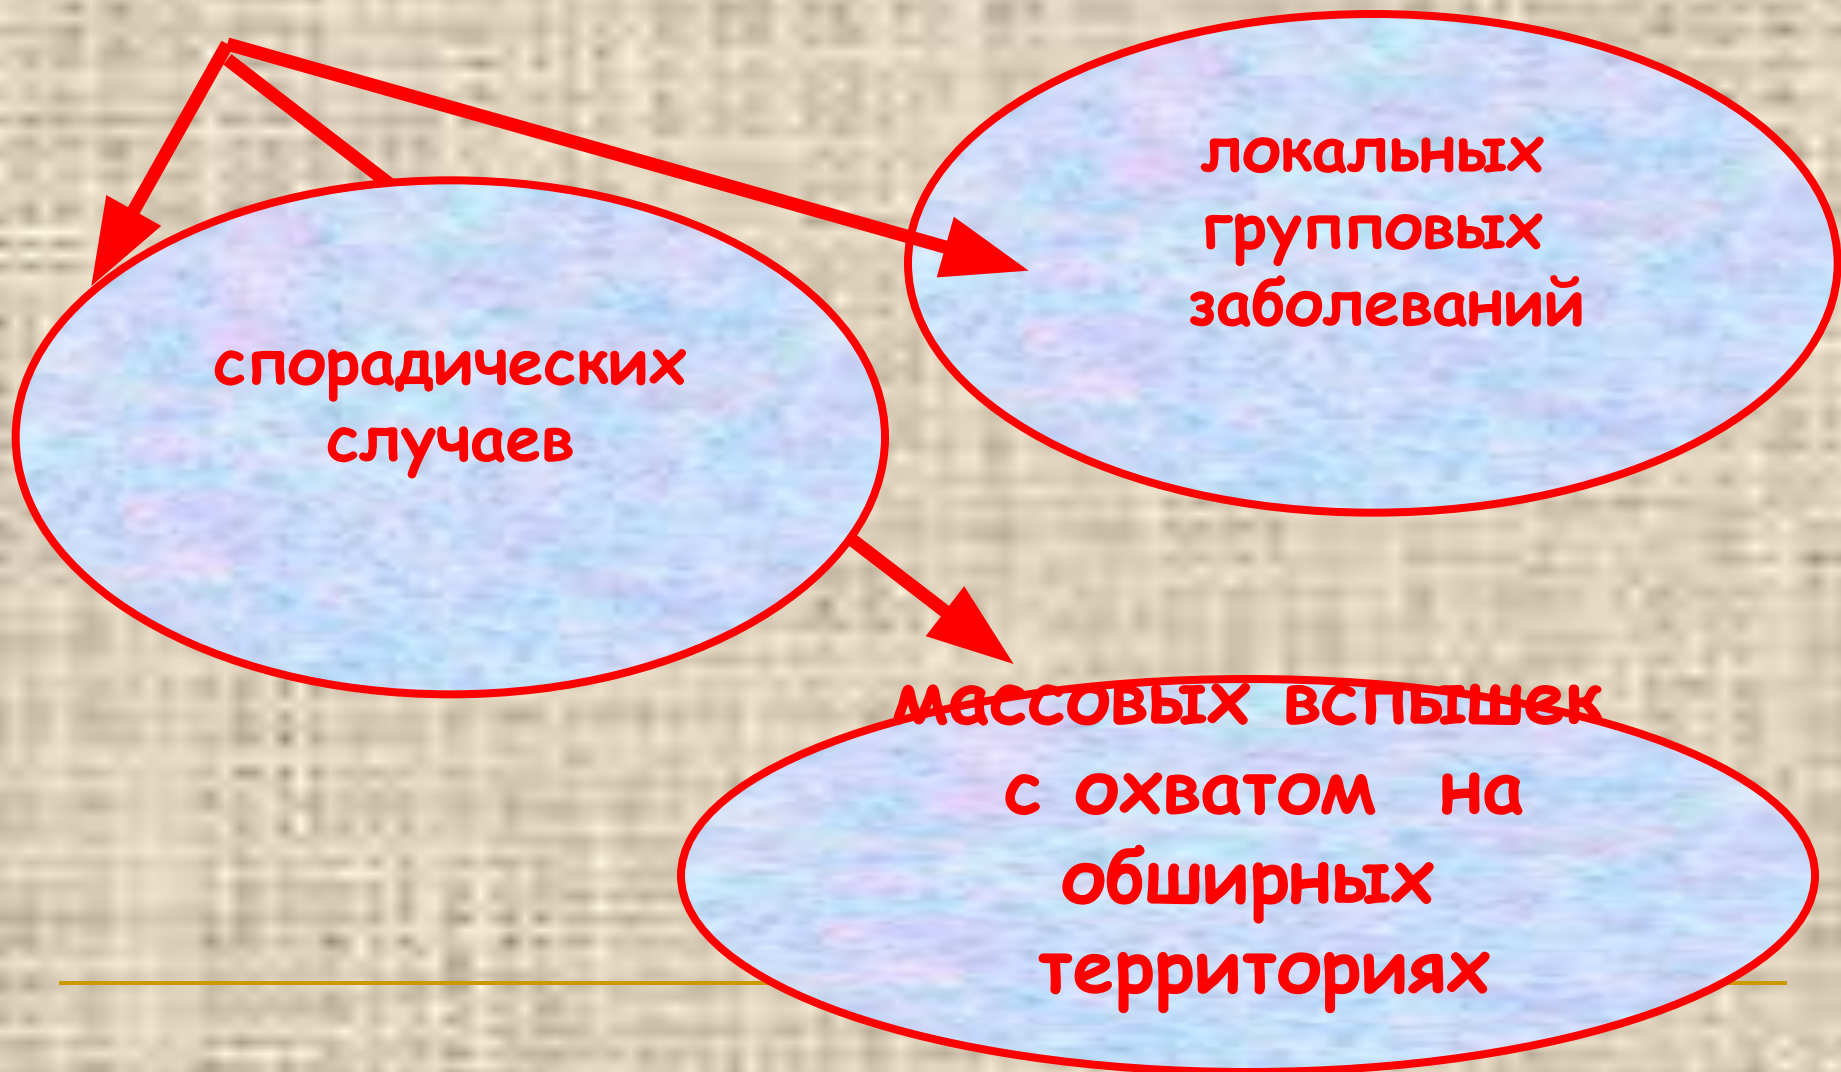 локальных
групповых
заболеваний
спорадических
случаев
массовых вспышек
с охватом на
обширных
территориях